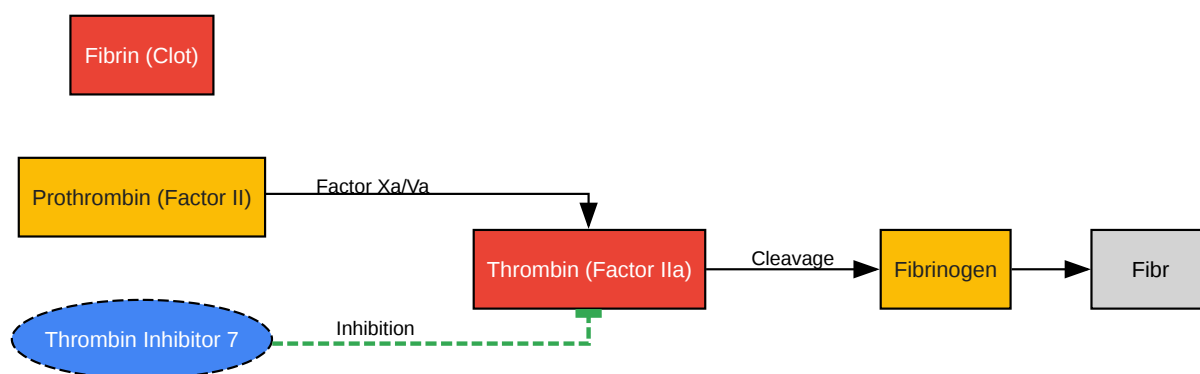 Fibrin (Clot)
Prothrombin (Factor II)
Factor Xa/Va
Thrombin (Factor IIa)
Cleavage
Fibrinogen
Fibr
Thrombin Inhibitor 7
Inhibition